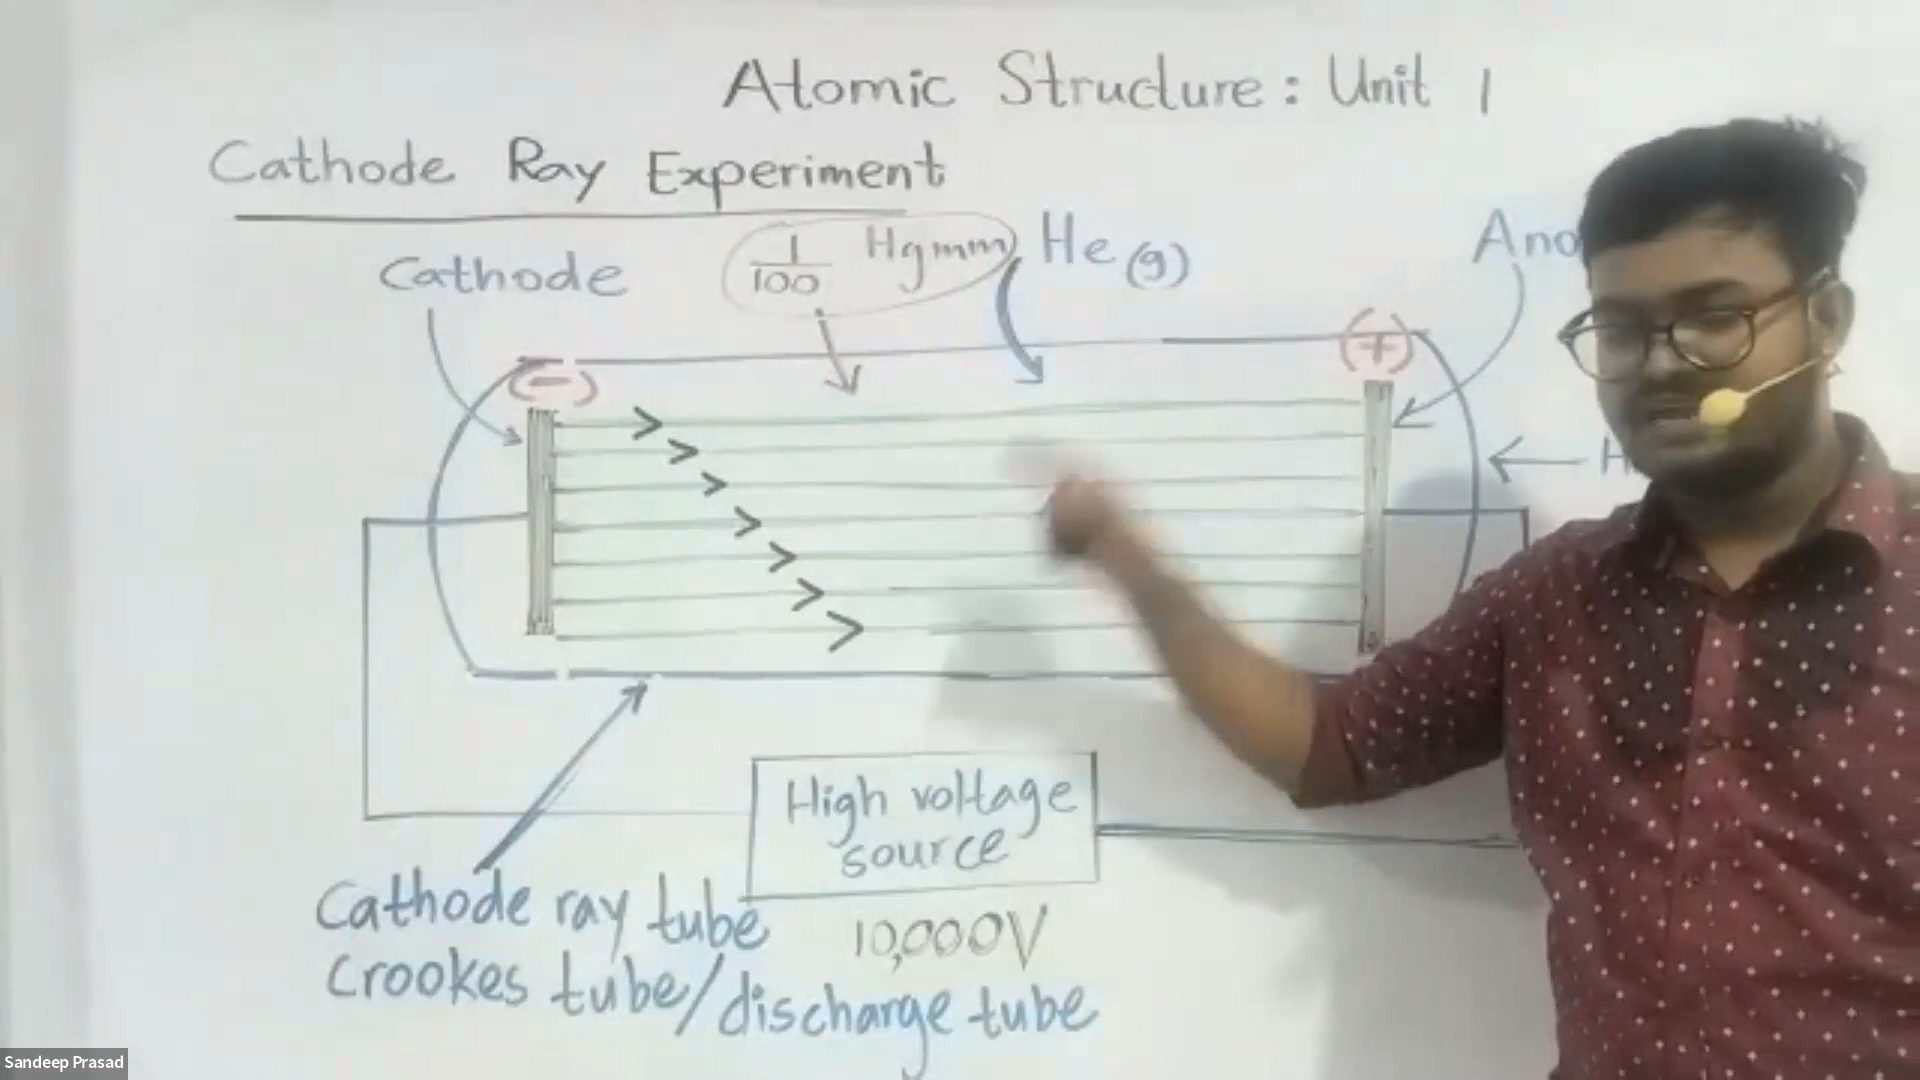 Atomic Structure: Unit 1
Cathode Ray Experiment
Cathode
1/100 Hgmm
He(g)
(-)
(+)
High voltage
source
10,000V
Cathode ray tube
Crookes tube/discharge tube
Sandeep Prasad